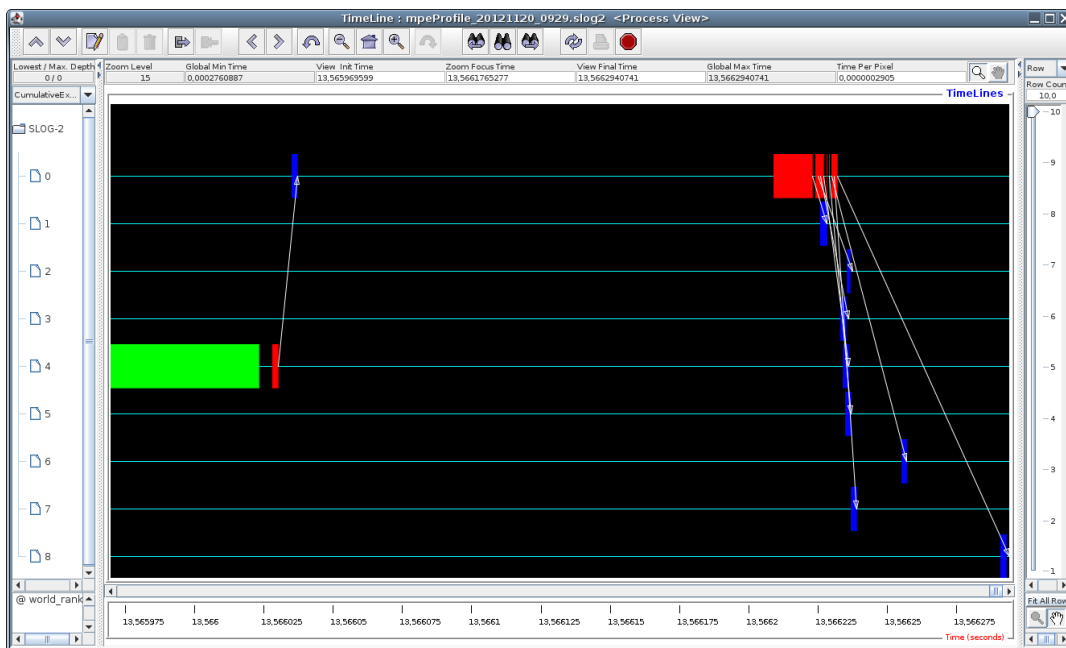 TimeLine : mpeProfile_20121120_0929.slog2 <Process View>
Lowest / Max. Depth
0 / 0
Zoom Level
15
Global Min Time
0,0002760887
View Init Time
13,565969599
Zoom Focus Time
13,5661765277
View Final Time
13,5662940741
Global Max Time
13,5662940741
Time Per Pixel
0,0000002905
Row
Row Coun
10,0
CumulativeEx...
TimeLines
SLOG-2
0
1
2
3
4
5
6
7
8
10
9
8
7
6
5
4
3
2
1
@ world_rank
13,565975 13,566 13,566025 13,56605 13,566075 13,5661 13,566125 13,56615 13,566175 13,5662 13,566225 13,56625 13,566275
Time (seconds)
Fit All Row